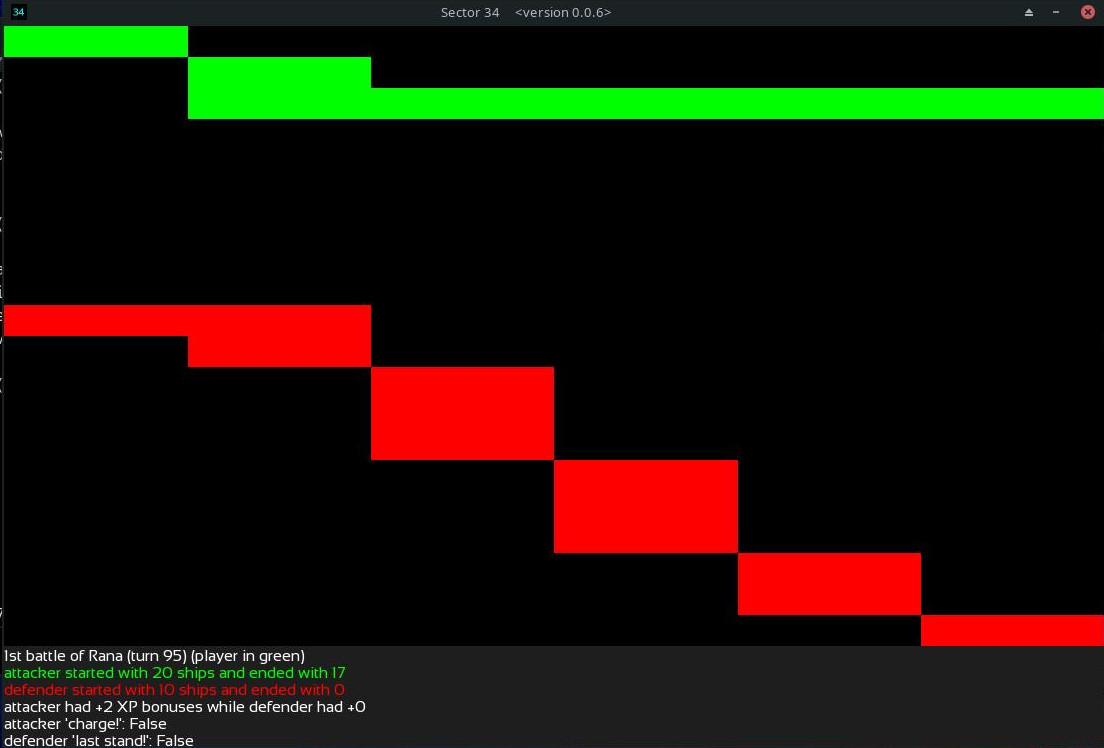 34
Sector 34 <version 0.0.6>
1st battle of Rana (turn 95) (player in green)
attacker started with 20 ships and ended with 17
defender started with 10 ships and ended with 0
attacker had +2 XP bonuses while defender had +0
attacker 'charge!': False
defender 'last stand!': False